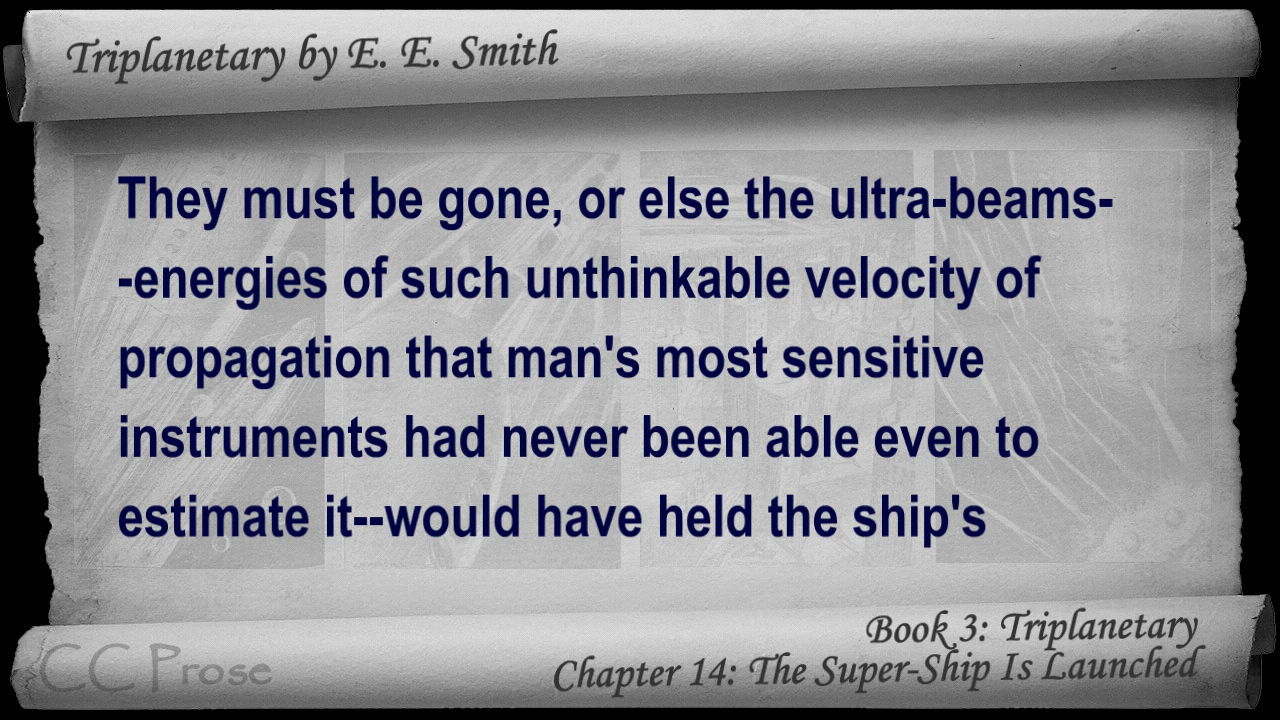 Triplanetary by E. E. Smith
They must be gone, or else the ultra-beams-
-energies of such unthinkable velocity of
propagation that man's most sensitive
instruments had never been able even to
estimate it--would have held the ship's
Book 3: Triplanetary
Chapter 14: The Super-Ship Is Launched
CC Prose